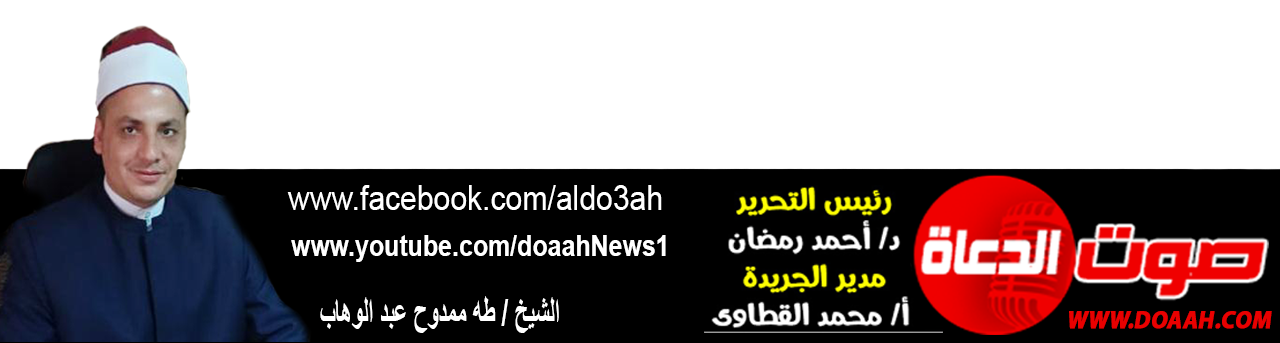 www.facebook.com/aldo3ah
www.youtube.com/doaahNews1
الشيخ / طه ممدوح عبد الوهاب
رئيس التحرير
د/ أحمد رمضان
مدير الجريدة
أ/ محمد القطاوى
صوت الدعاة
WWW.DOAAH.COM